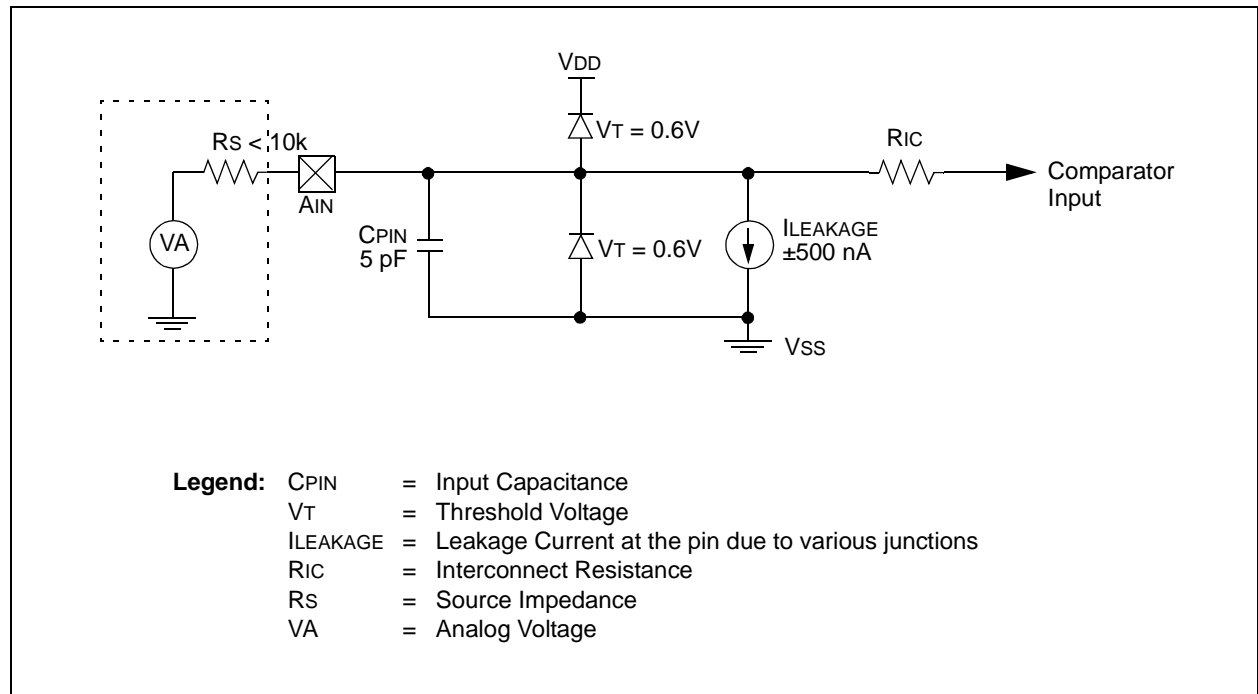 VDD
RS < 10k
VT = 0.6V
RIC
AIN
Comparator
Input
VA
CPIN
5 pF
VT = 0.6V
ILEAKAGE
±500 nA
VSS
Legend: CPIN = Input Capacitance
VT = Threshold Voltage
ILEAKAGE = Leakage Current at the pin due to various junctions
RIC = Interconnect Resistance
RS = Source Impedance
VA = Analog Voltage